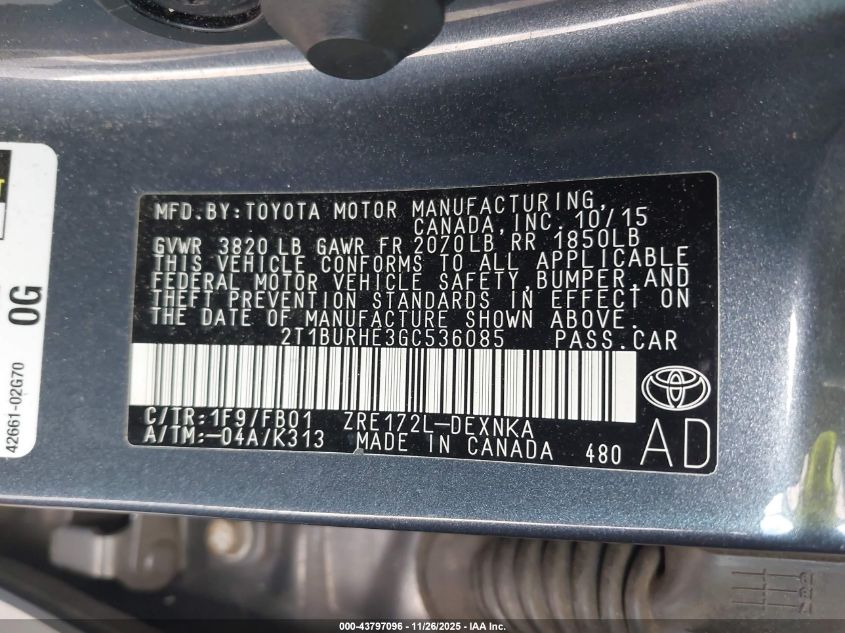 MFD.BY:TOYOTA MOTOR MANUFACTURING,
CANADA,INC. 10/15
GVWR 3820 LB GAWR FR 2070LB RR 1850LB
THIS VEHICLE CONFORMS TO ALL APPLICABLE
FEDERAL MOTOR VEHICLE SAFETY,BUMPER,AND
THEFT PREVENTION STANDARDS IN EFFECT ON
THE DATE OF MANUFACTURE SHOWN ABOVE.
2T1BURHE3GC536085 PASS.CAR
C/TR:1F9/FB01 ZRE172L-DEXNKA
A/TM:-04A/K313 MADE IN CANADA 480 AD
0G
42661-02G70
000-43797096 - 11/26/2025 - IAA Inc.